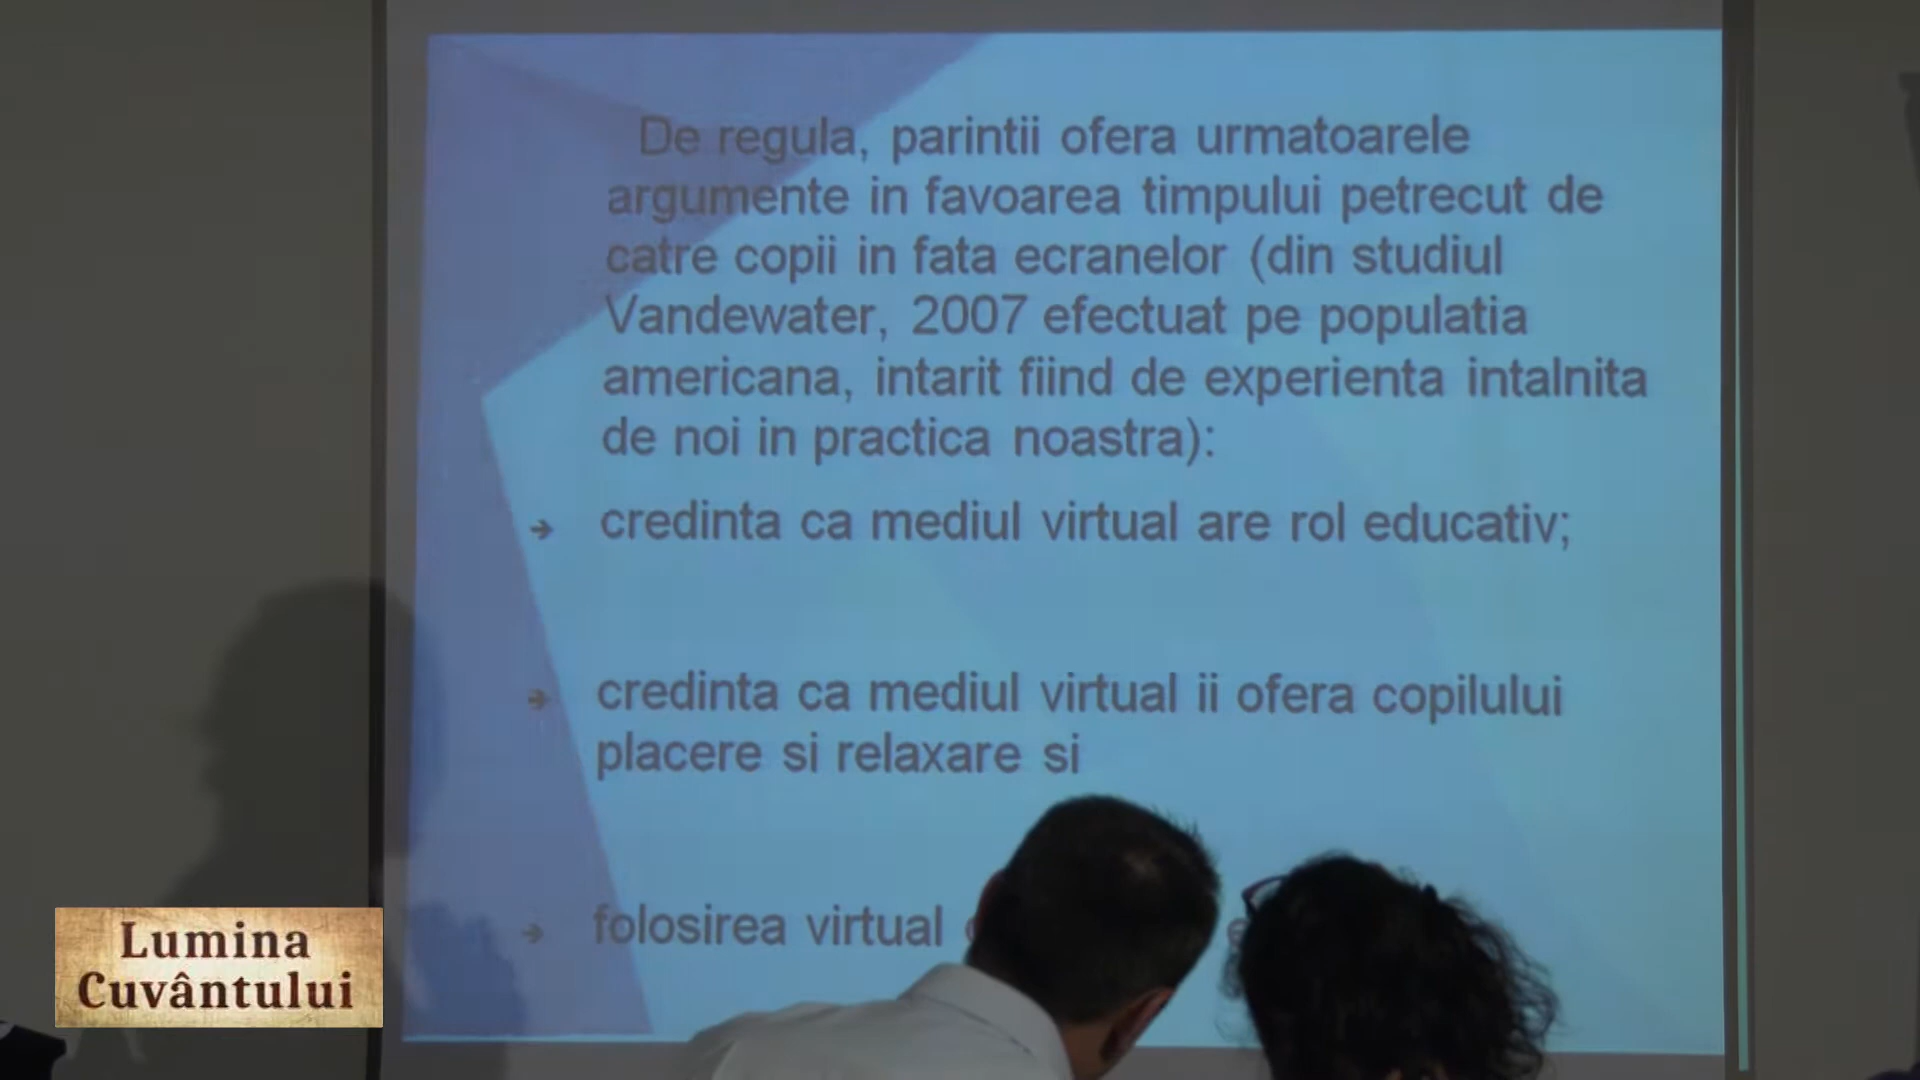 De regula, parintii ofera urmatoarele
argumente in favoarea timpului petrecut de
catre copii in fata ecranelor (din studiul
Vandewater, 2007 efectuat pe populatia
americana, intarit fiind de experienta intalnita
de noi in practica noastra):
credinta ca mediul virtual are rol educativ;
credinta ca mediul virtual ii ofera copilului
placere si relaxare si
folosirea virtual
Lumina
Cuvântului